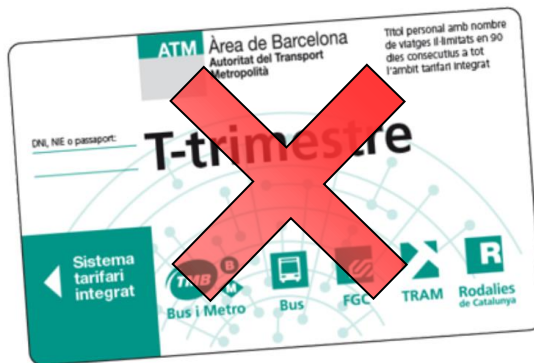 ATM
Àrea de Barcelona
Autoritat del Transport
Metropolità
Títol personal amb nombre
de viatges il·limitats en 90
dies consecutius a tot
l'àmbit tarifari integrat
DNI, NIE o passaport:
T-trimestre
Sistema
tarifari
integrat
TMB
B
M
Bus i Metro
Bus
FGC
TRAM
R
Rodalies
de Catalunya